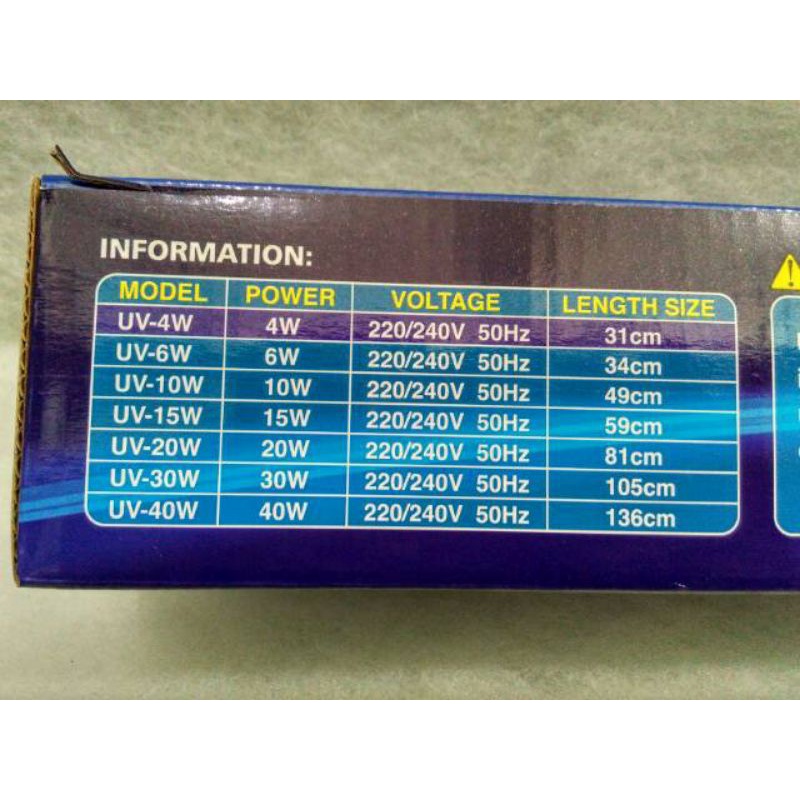 INFORMATION:
MODEL POWER VOLTAGE LENGTH SIZE
UV-4W 4W 220/240V 50Hz 31cm
UV-6W 6W 220/240V 50Hz 34cm
UV-10W 10W 220/240V 50Hz 49cm
UV-15W 15W 220/240V 50Hz 59cm
UV-20W 20W 220/240V 50Hz 81cm
UV-30W 30W 220/240V 50Hz 105cm
UV-40W 40W 220/240V 50Hz 136cm